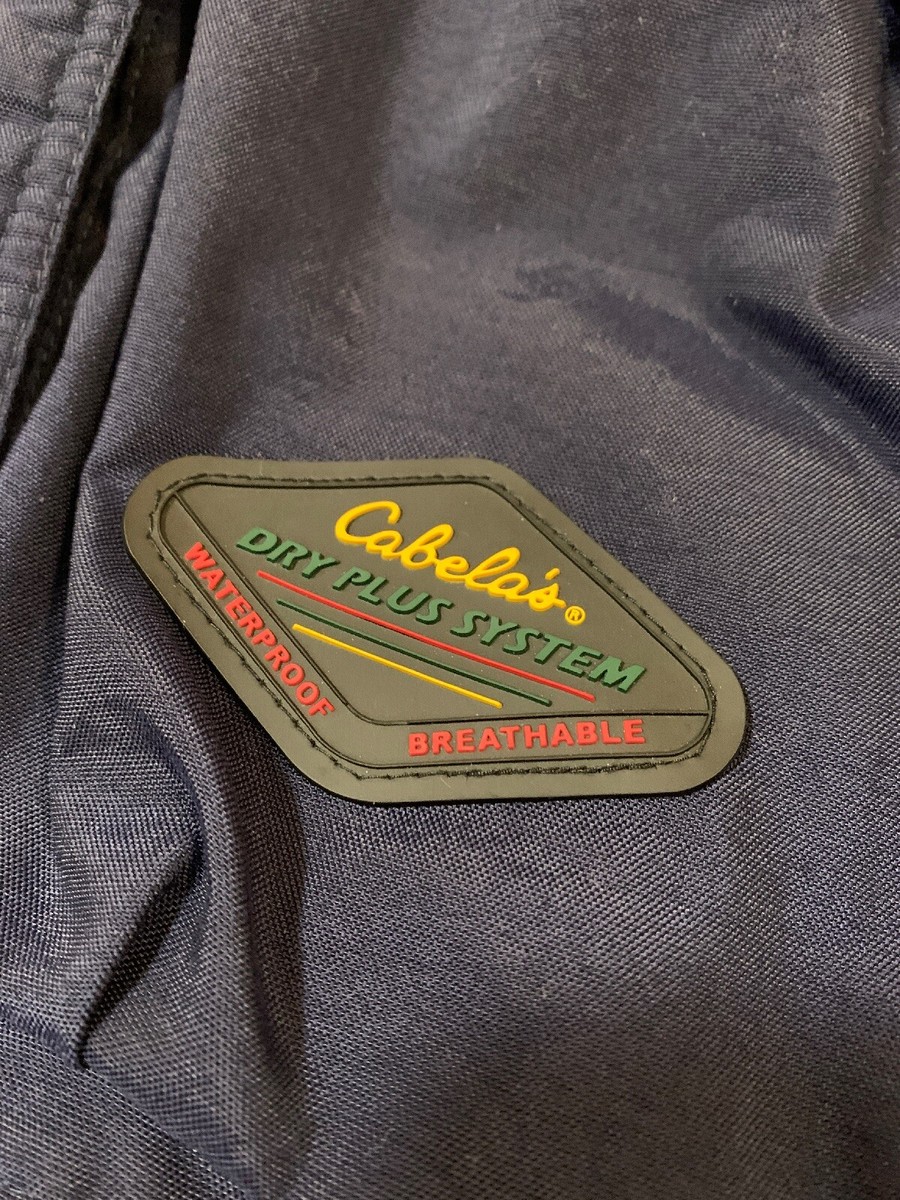 Cabela's®
DRY PLUS SYSTEM
WATERPROOF
BREATHABLE